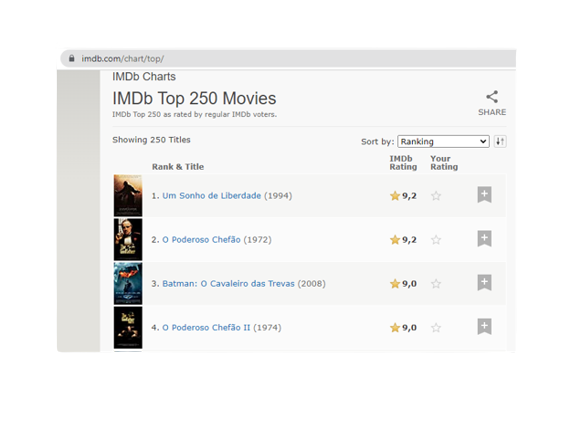 imdb.com/chart/top/
IMDb Charts
IMDb Top 250 Movies
IMDb Top 250 as rated by regular IMDb voters.
SHARE
Showing 250 Titles
Sort by: Ranking
Rank & Title
IMDb Rating
Your Rating
1. Um Sonho de Liberdade (1994) 9,2
2. O Poderoso Chefão (1972) 9,2
3. Batman: O Cavaleiro das Trevas (2008) 9,0
4. O Poderoso Chefão II (1974) 9,0